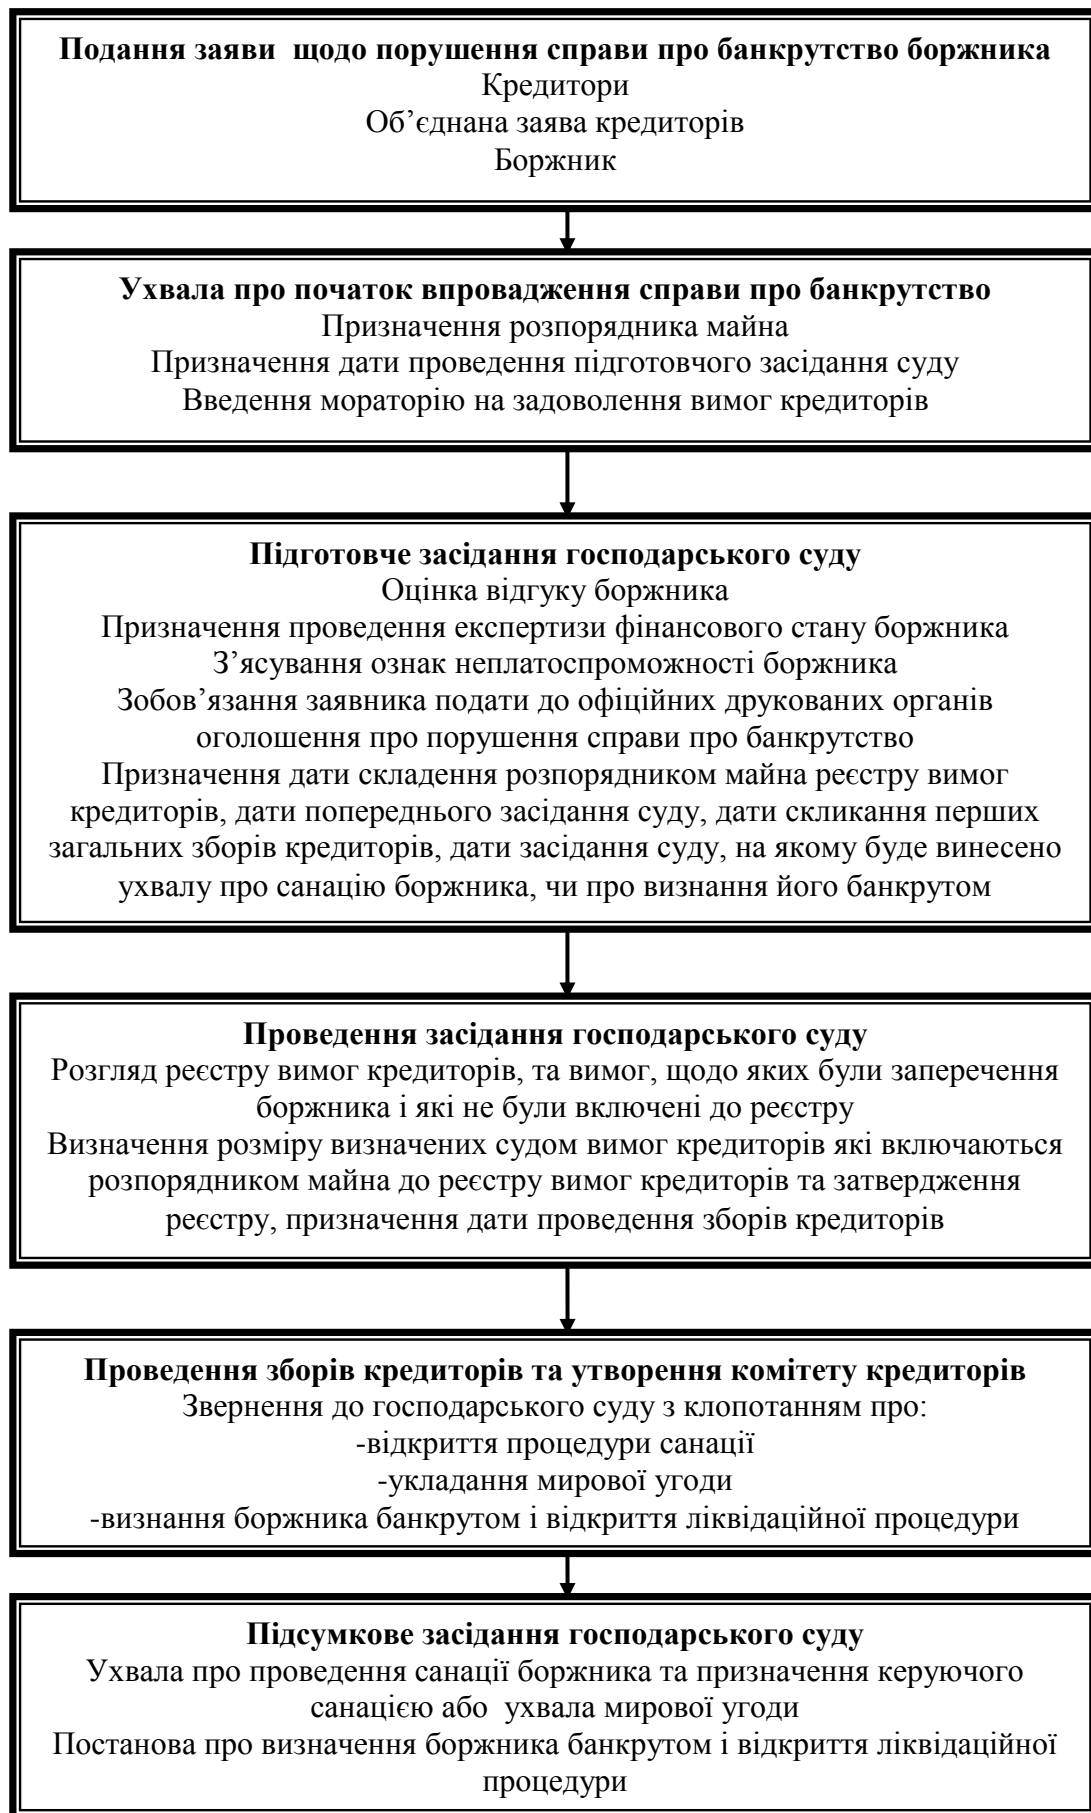 Подання заяви  щодо порушення справи про банкрутство боржника
Кредитори
Об’єднана заява кредиторів
Боржник
Ухвала про початок впровадження справи про банкрутство
Призначення розпорядника майна
Призначення дати проведення підготовчого засідання суду
Введення мораторію на задоволення вимог кредиторів
Підготовче засідання господарського суду
Оцінка відгуку боржника
Призначення проведення експертизи фінансового стану боржника
З’ясування ознак неплатоспроможності боржника
Зобов’язання заявника подати до офіційних друкованих органів
оголошення про порушення справи про банкрутство
Призначення дати складення розпорядником майна реєстру вимог
кредиторів, дати попереднього засідання суду, дати скликання перших
загальних зборів кредиторів, дати засідання суду, на якому буде винесено
ухвалу про санацію боржника, чи про визнання його банкрутом
Проведення засідання господарського суду
Розгляд реєстру вимог кредиторів, та вимог, щодо яких були заперечення
боржника і які не були включені до реєстру
Визначення розміру визначених судом вимог кредиторів які включаються
розпорядником майна до реєстру вимог кредиторів та затвердження
реєстру, призначення дати проведення зборів кредиторів
Проведення зборів кредиторів та утворення комітету кредиторів
Звернення до господарського суду з клопотанням про:
-відкриття процедури санації
-укладання мирової угоди
-визнання боржника банкрутом і відкриття ліквідаційної процедури
Підсумкове засідання господарського суду
Ухвала про проведення санації боржника та призначення керуючого
санацією або  ухвала мирової угоди
Постанова про визначення боржника банкрутом і відкриття ліквідаційної
процедури